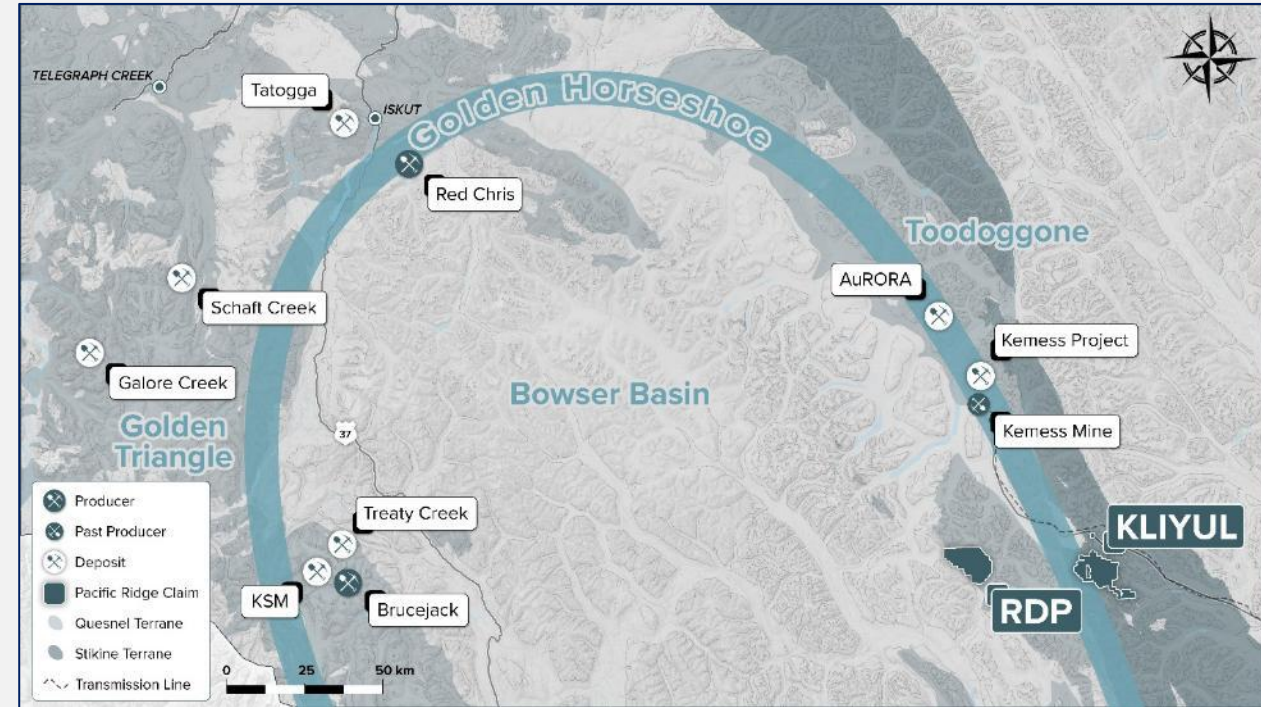 TELEGRAPH CREEK
Tatogga
ISKUT
Golden Horseshoe
Red Chris
Toodoggone
AuRORA
Schaft Creek
Kemess Project
Galore Creek
Bowser Basin
Kemess Mine
Golden
Triangle
37
Producer
Past Producer
Deposit
Pacific Ridge Claim
Quesnel Terrane
Stikine Terrane
Transmission Line
Treaty Creek
KSM
Brucejack
KLIYUL
RDP
0 25 50 km